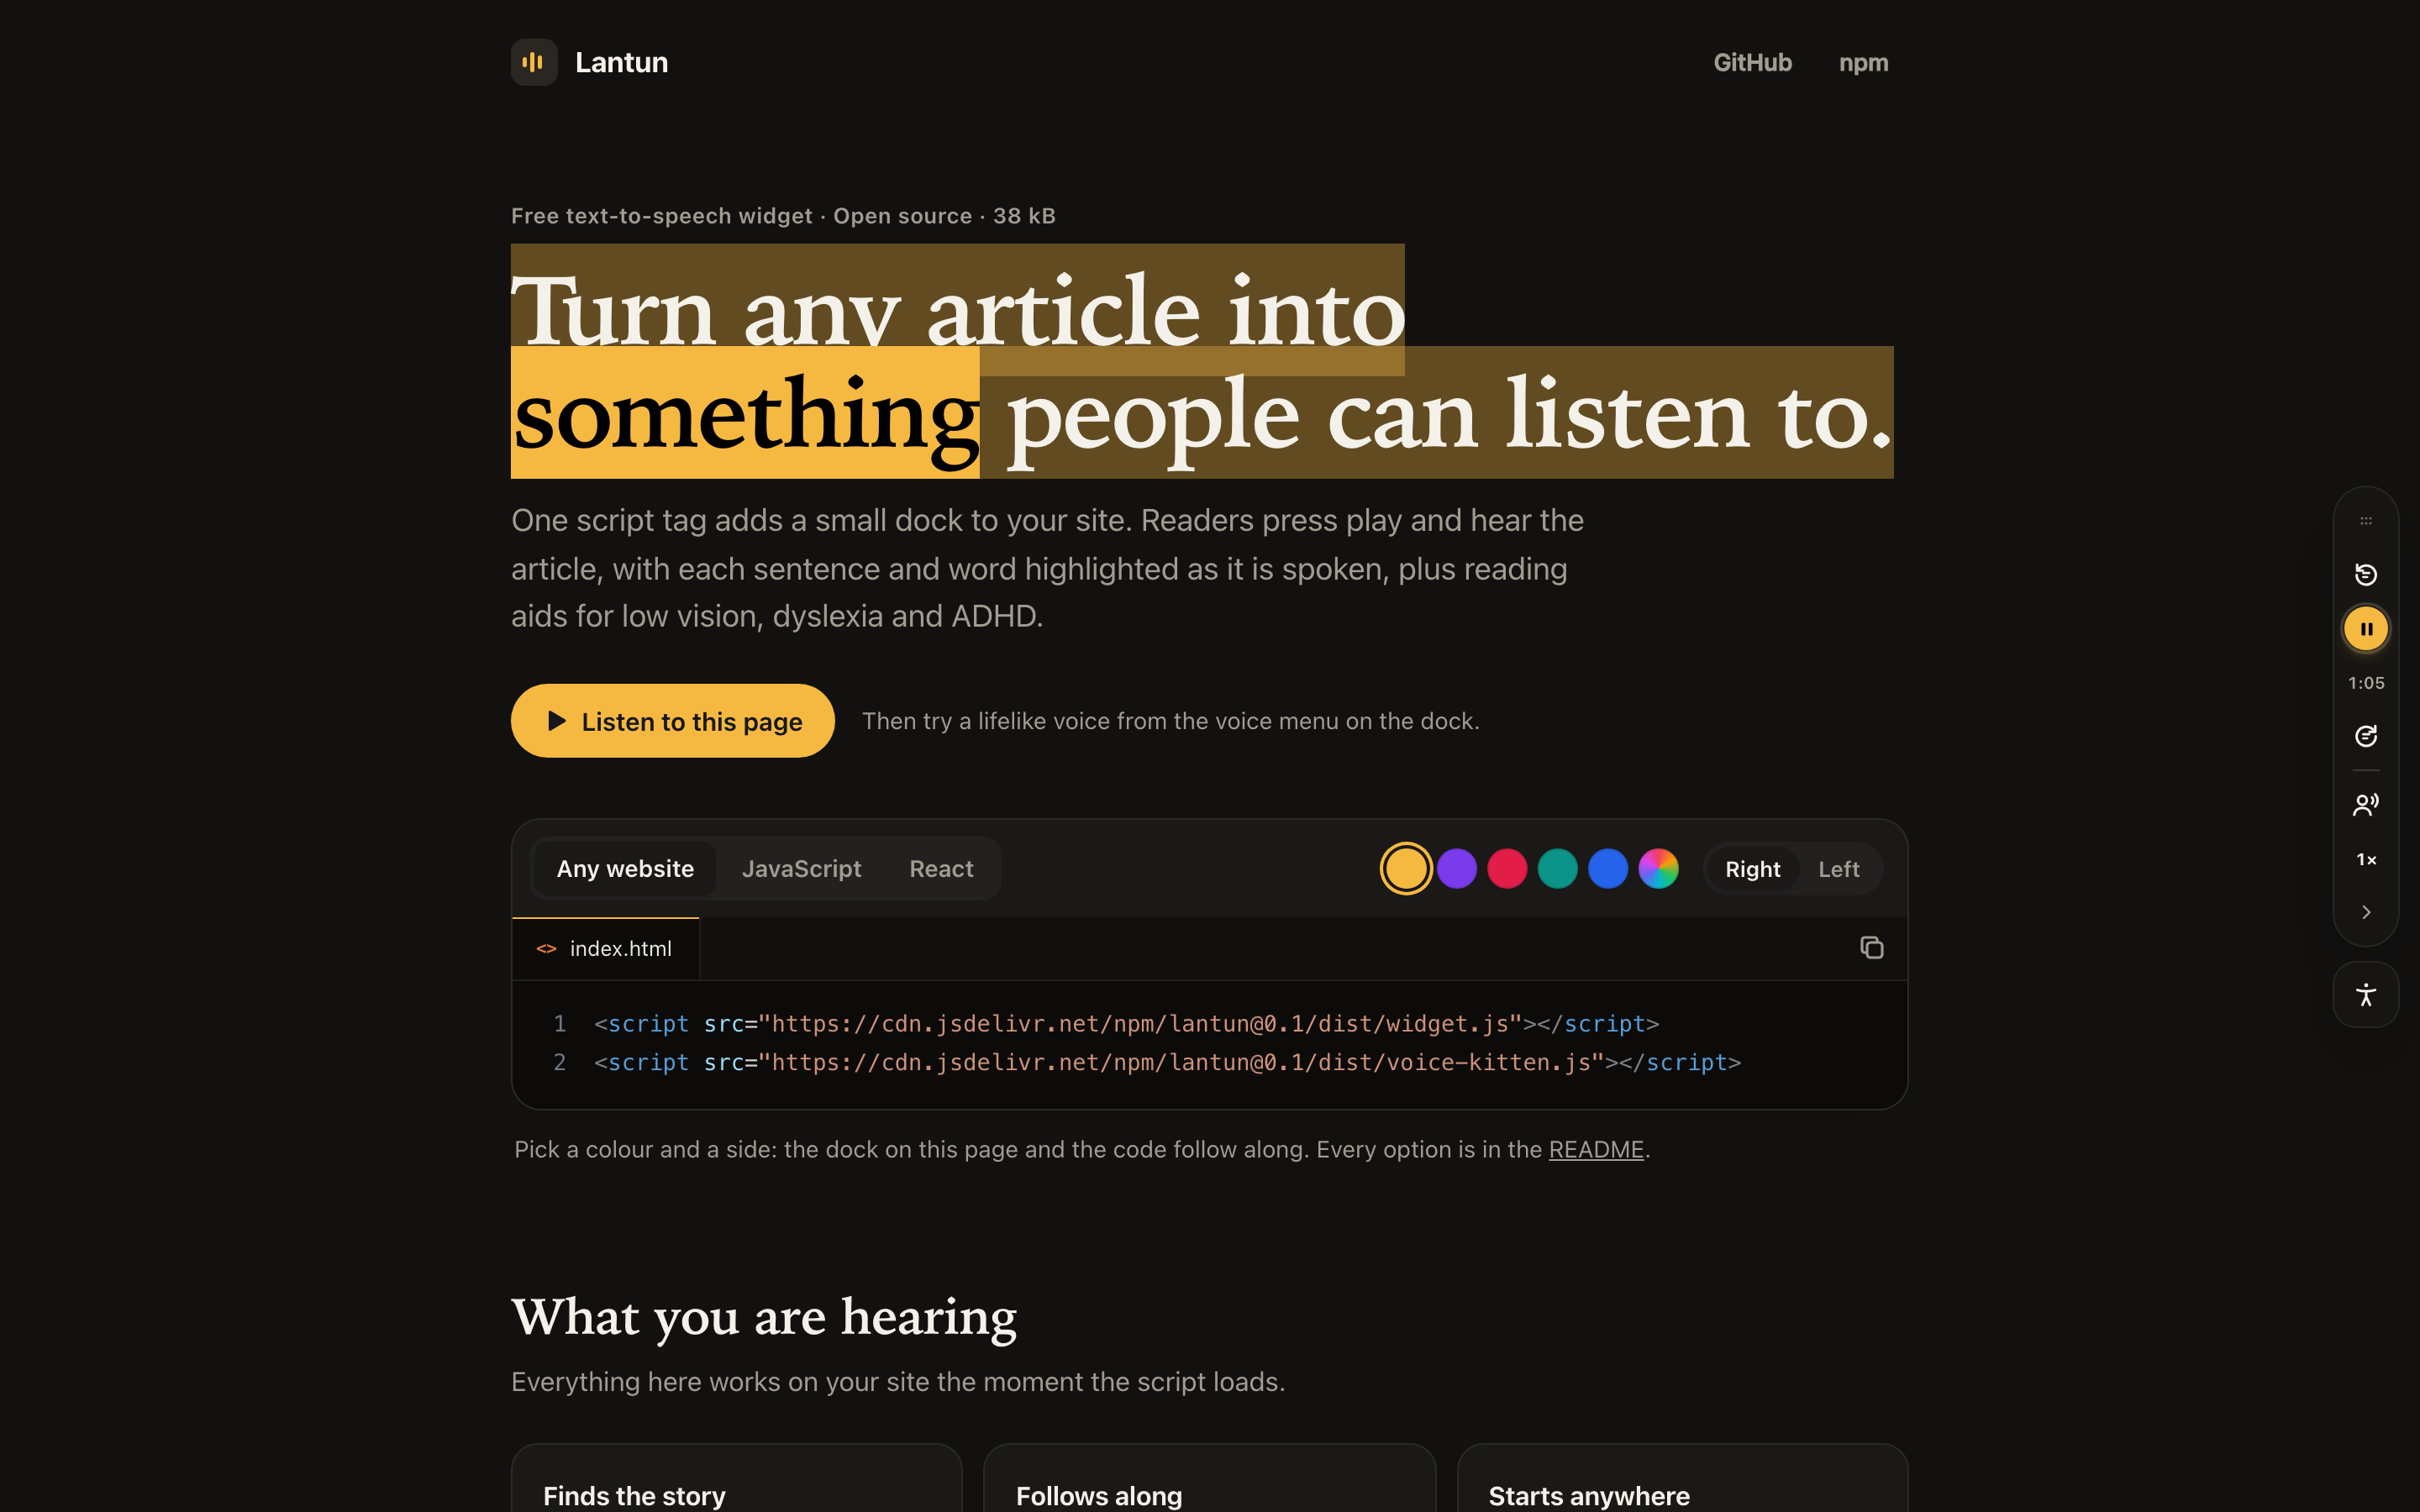 Lantun
GitHub npm
Free text-to-speech widget · Open source · 38 kB
Turn any article into
something people can listen to.
One script tag adds a small dock to your site. Readers press play and hear the
article, with each sentence and word highlighted as it is spoken, plus reading
aids for low vision, dyslexia and ADHD.
Listen to this page
Then try a lifelike voice from the voice menu on the dock.
1:05
1×
Any website JavaScript React
Right Left
<> index.html
1 <script src="https://cdn.jsdelivr.net/npm/lantun@0.1/dist/widget.js"></script>
2 <script src="https://cdn.jsdelivr.net/npm/lantun@0.1/dist/voice-kitten.js"></script>
Pick a colour and a side: the dock on this page and the code follow along. Every option is in the README.
What you are hearing
Everything here works on your site the moment the script loads.
Finds the story
Follows along
Starts anywhere